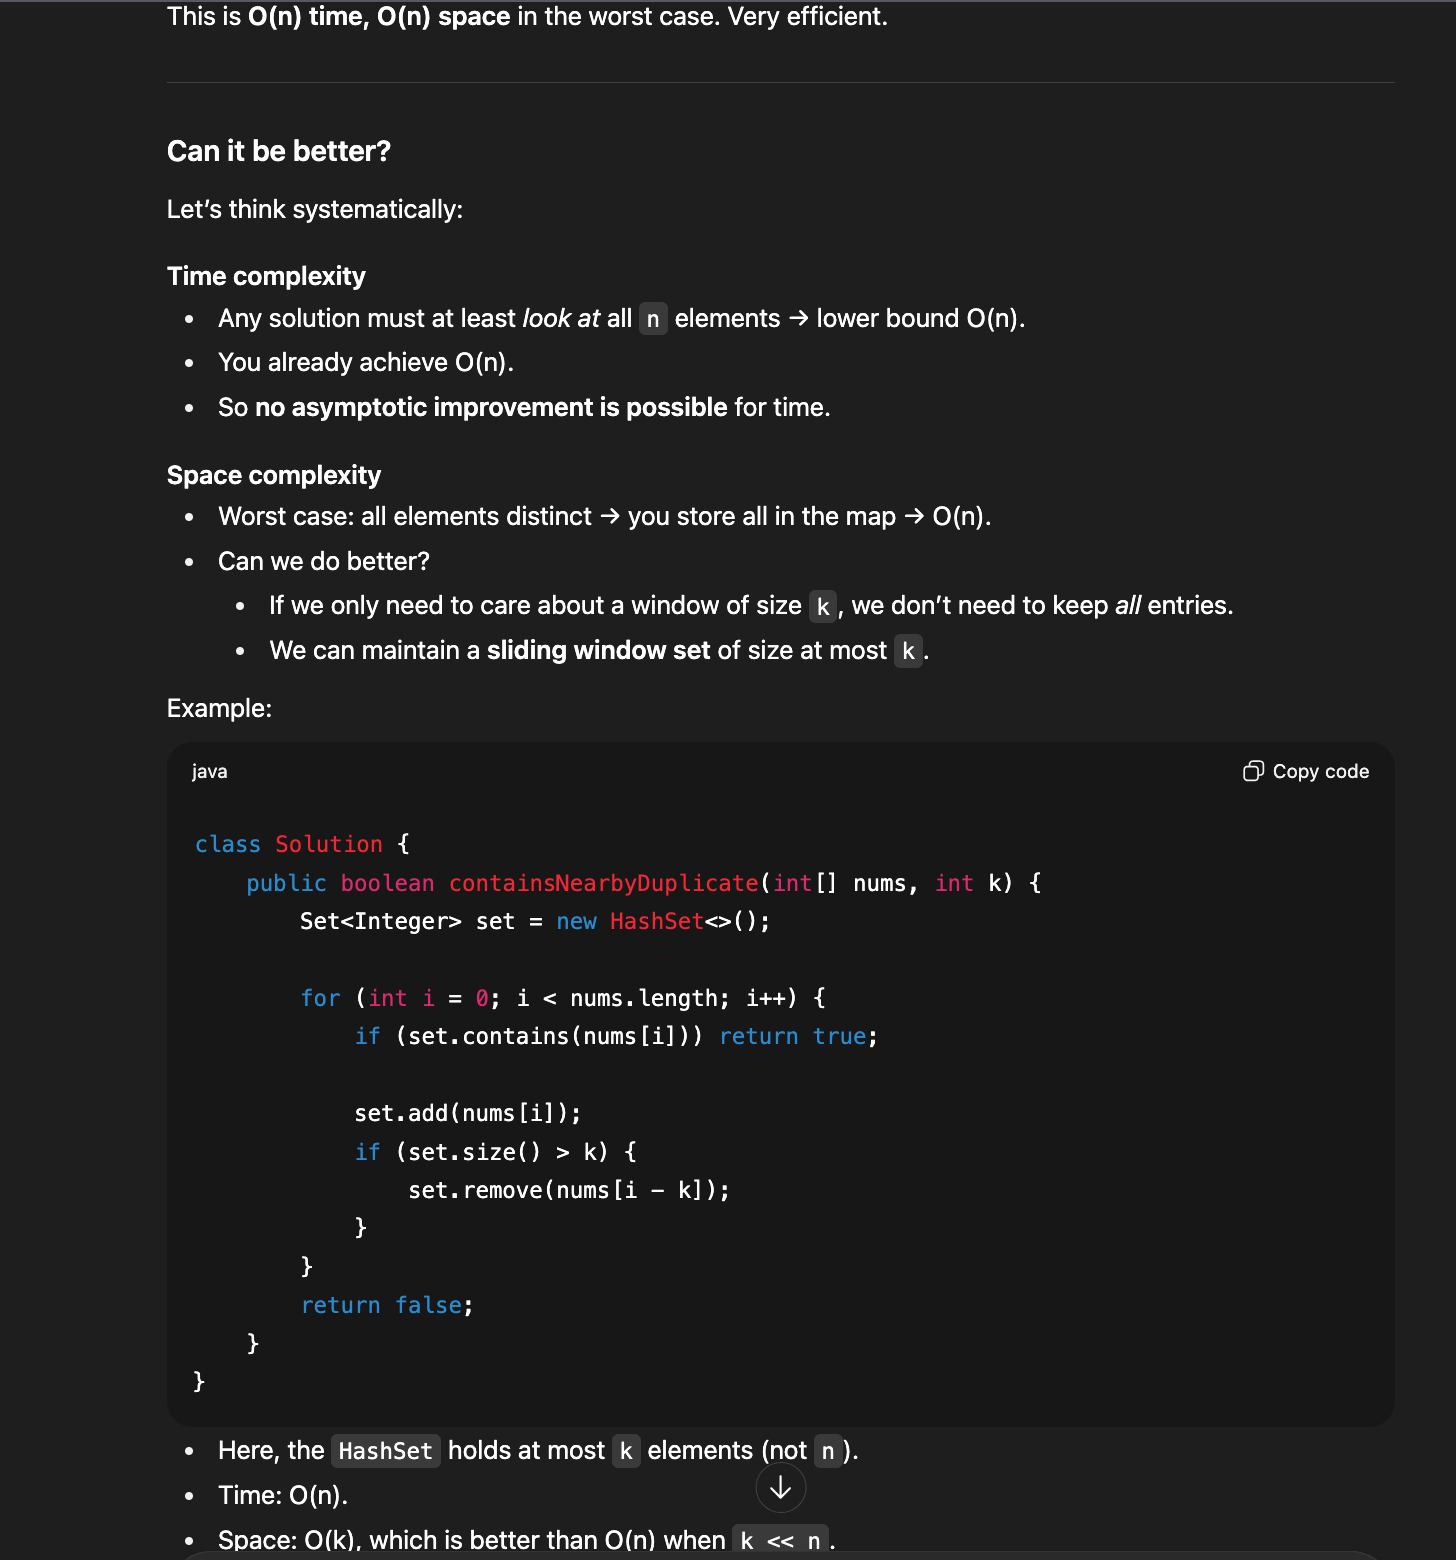 This is O(n) time, O(n) space in the worst case. Very efficient.
Can it be better?
Let’s think systematically:
Time complexity
• Any solution must at least look at all n elements → lower bound O(n).
• You already achieve O(n).
• So no asymptotic improvement is possible for time.
Space complexity
• Worst case: all elements distinct → you store all in the map → O(n).
• Can we do better?
• If we only need to care about a window of size k, we don’t need to keep all entries.
• We can maintain a sliding window set of size at most k.
Example:
java Copy code
class Solution {
    public boolean containsNearbyDuplicate(int[] nums, int k) {
        Set<Integer> set = new HashSet<>();
        for (int i = 0; i < nums.length; i++) {
            if (set.contains(nums[i])) return true;
            set.add(nums[i]);
            if (set.size() > k) {
                set.remove(nums[i - k]);
            }
        }
        return false;
    }
}
• Here, the HashSet holds at most k elements (not n).
• Time: O(n).
• Space: O(k), which is better than O(n) when k << n.